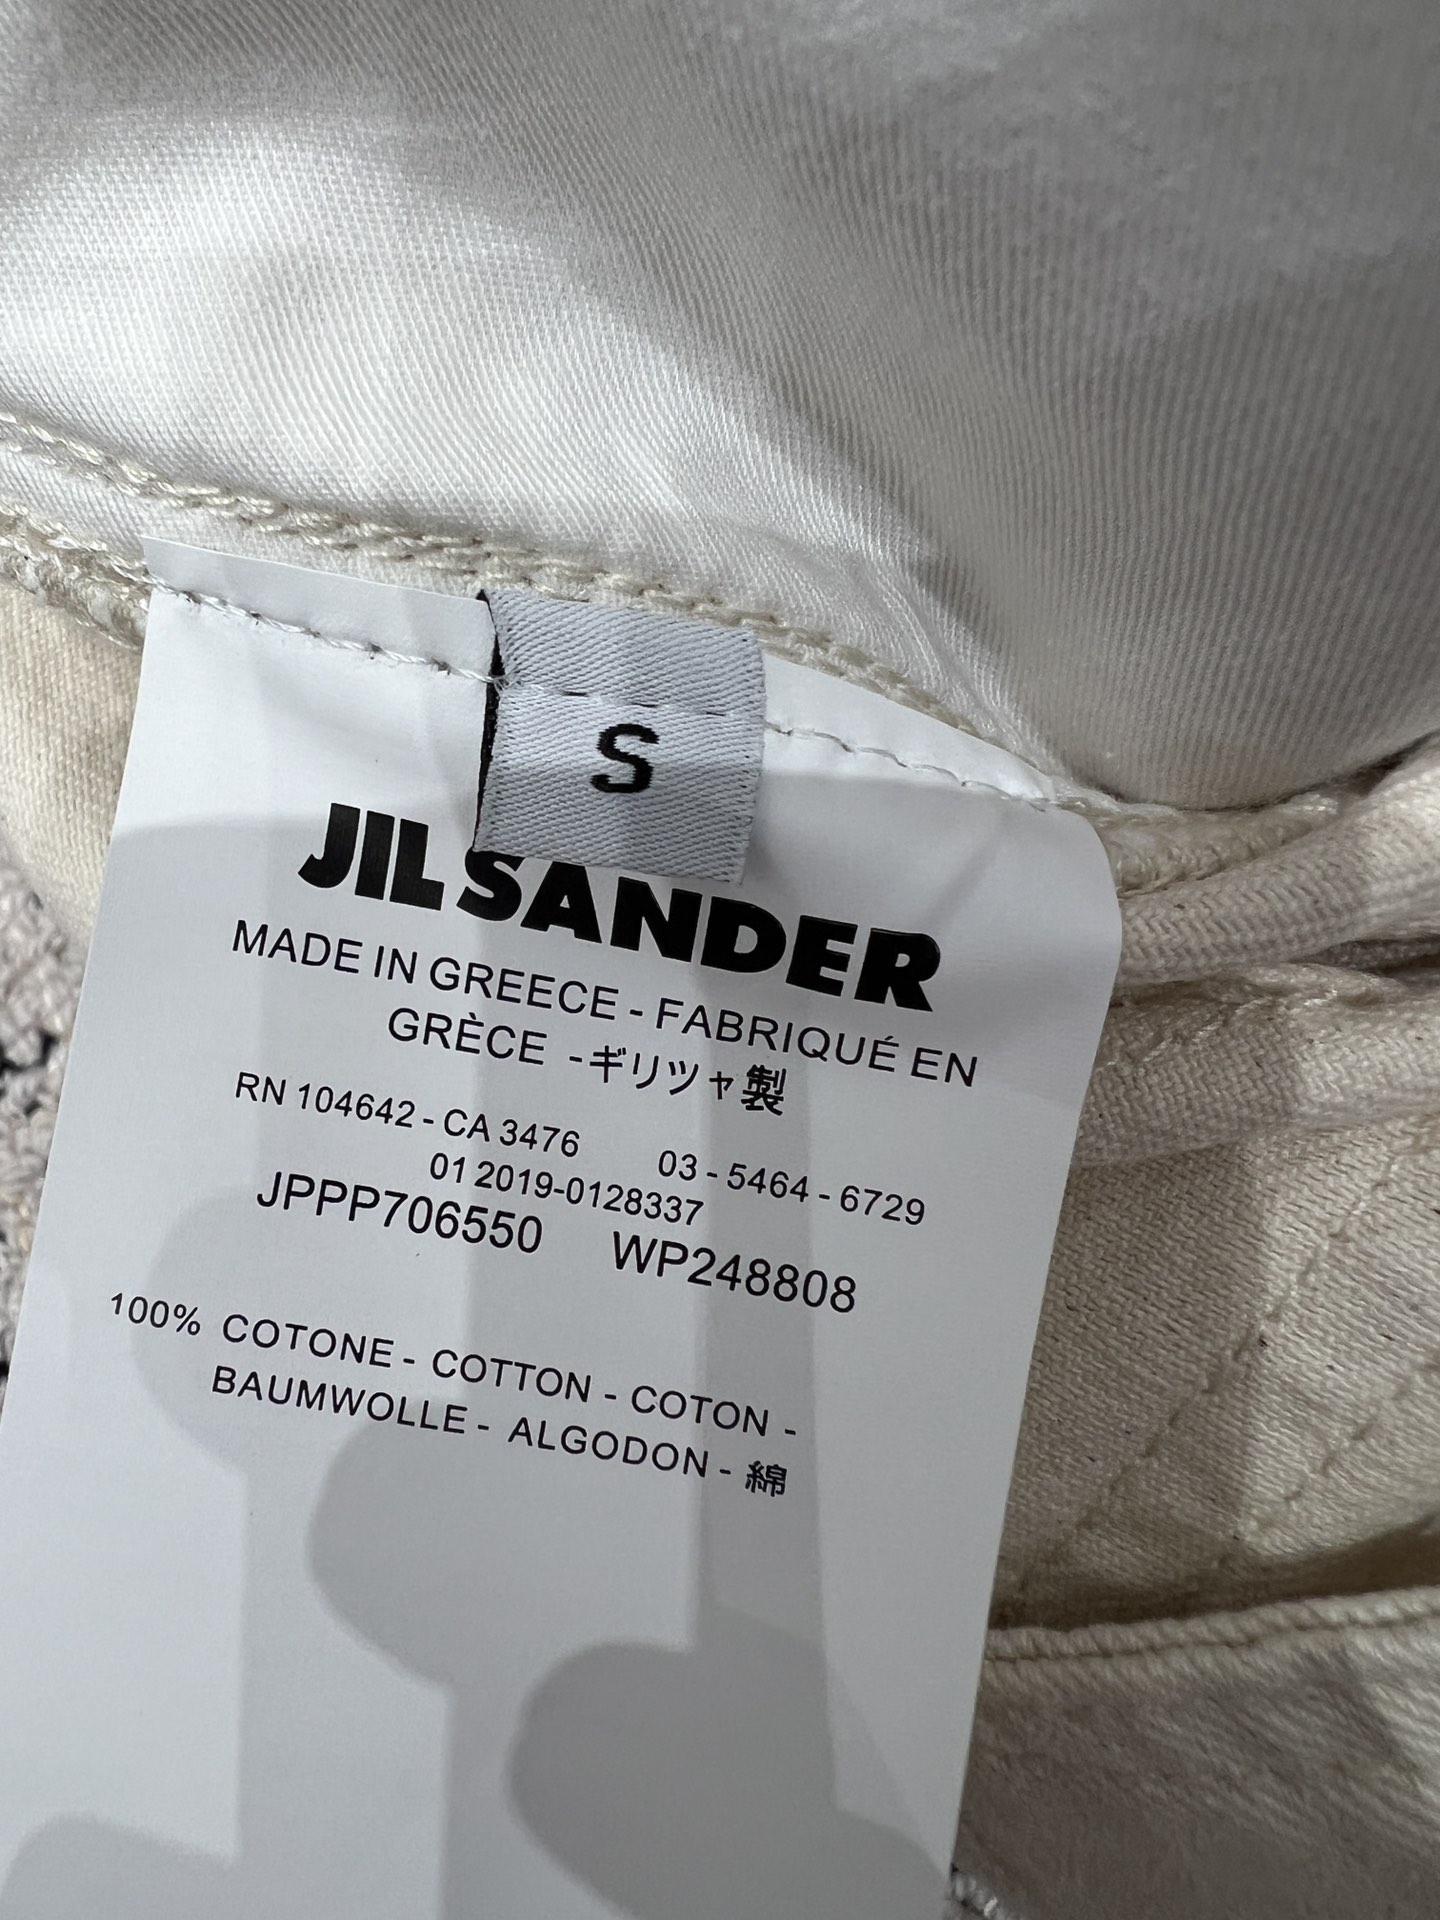 S
JIL SANDER
MADE IN GREECE - FABRIQUÉ EN
GRÈCE -ギリツャ製
RN 104642 - CA 3476 03 - 5464 - 6729
01 2019-0128337
JPPP706550 WP248808
100% COTONE - COTTON - COTON -
BAUMWOLLE - ALGODON - 綿